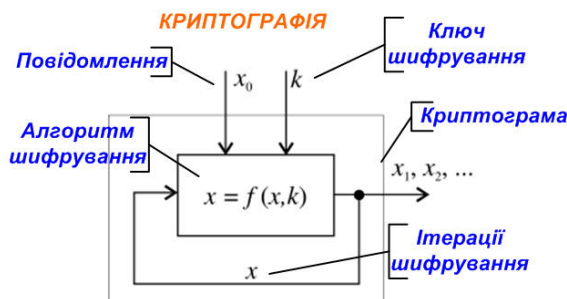 КРИПТОГРАФІЯ
Повідомлення
Ключ
шифрування
x₀
k
Криптограма
Алгоритм
шифрування
x = f (x,k)
x₁, x₂, ...
x
Ітерації
шифрування